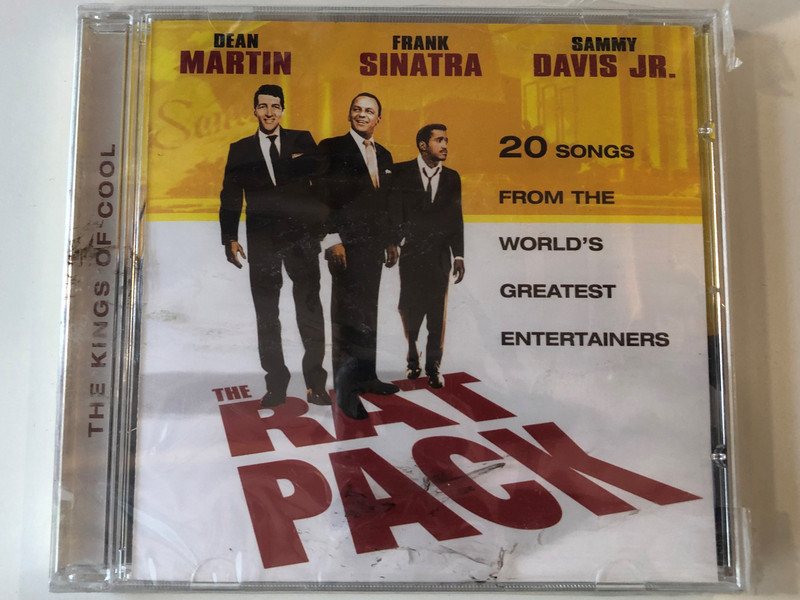 DEAN
MARTIN
FRANK
SINATRA
SAMMY
DAVIS JR.
20 SONGS
FROM THE
WORLD'S
GREATEST
ENTERTAINERS
THE
RAT
PACK
THE KINGS OF COOL